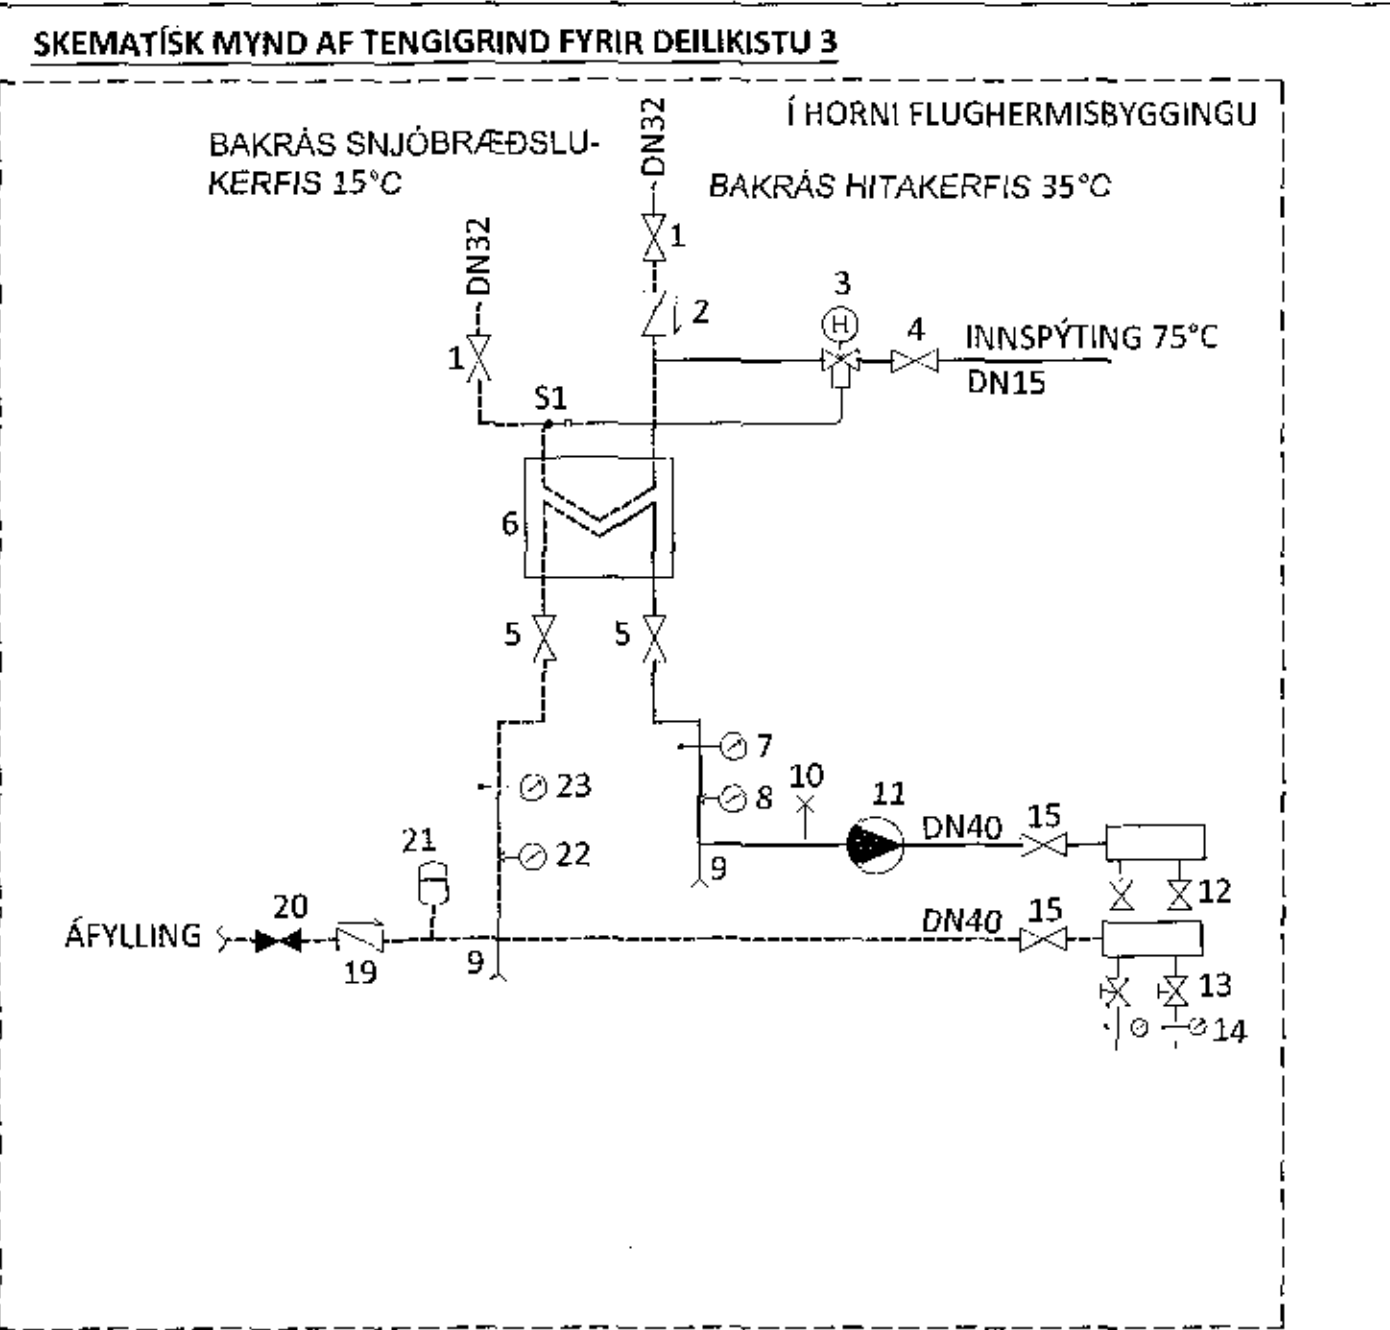 SKEMATÍSK MYND AF TENGIGRIND FYRIR DEILIKISTU 3
Í HORNI FLUGHERMISBYGGINGU
BAKRÁS SNJÓBRÆÐSLU-
KERFIS 15°C
DN32
BAKRÁS HITAKERFIS 35°C
DN32
1
2
3
H
4
INNSPÝTING 75°C
DN15
1
S1
6
5
5
7
8
10
11
DN40
15
23
22
21
9
12
20
ÁFYLLING
19
9
DN40
15
13
14